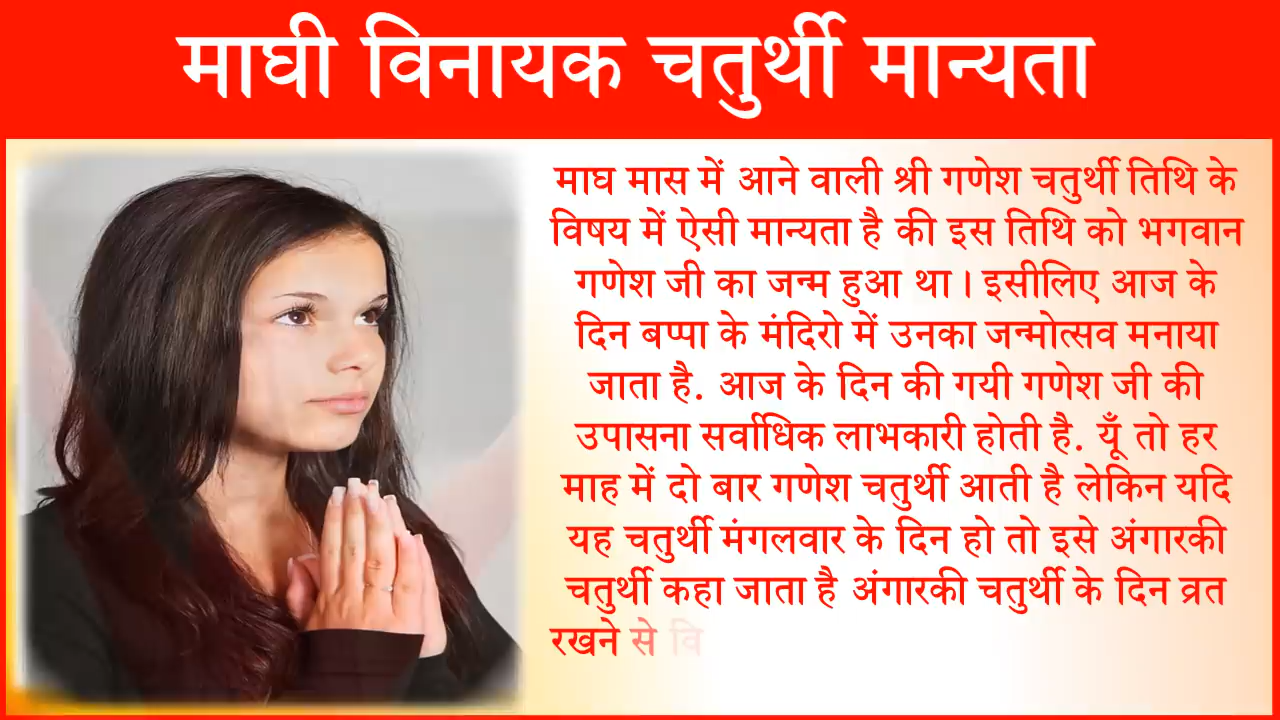 माघी विनायक चतुर्थी मान्यता
माघ मास में आने वाली श्री गणेश चतुर्थी तिथि के
विषय में ऐसी मान्यता है की इस तिथि को भगवान
गणेश जी का जन्म हुआ था। इसीलिए आज के
दिन बप्पा के मंदिरो में उनका जन्मोत्सव मनाया
जाता है. आज के दिन की गयी गणेश जी की
उपासना सर्वाधिक लाभकारी होती है. यूँ तो हर
माह में दो बार गणेश चतुर्थी आती है लेकिन यदि
यह चतुर्थी मंगलवार के दिन हो तो इसे अंगारकी
चतुर्थी कहा जाता है अंगारकी चतुर्थी के दिन व्रत
रखने से वि